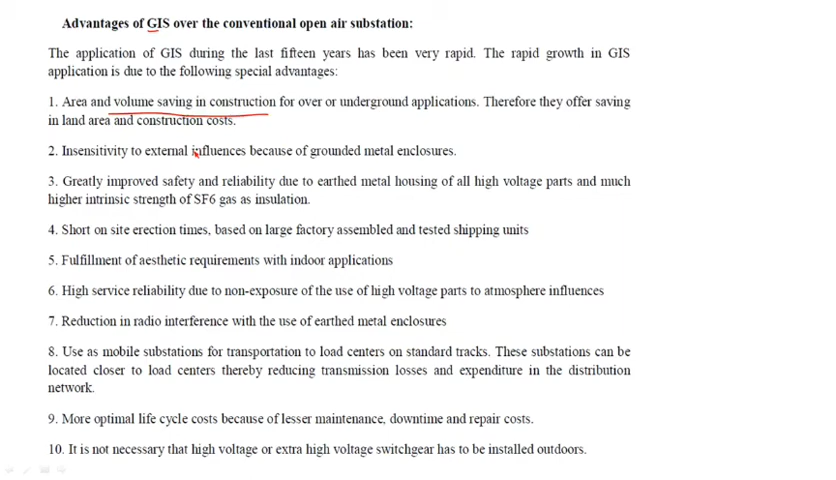 Advantages of GIS over the conventional open air substation:
The application of GIS during the last fifteen years has been very rapid. The rapid growth in GIS
application is due to the following special advantages:
1. Area and volume saving in construction for over or underground applications. Therefore they offer saving
in land area and construction costs.
2. Insensitivity to external influences because of grounded metal enclosures.
3. Greatly improved safety and reliability due to earthed metal housing of all high voltage parts and much
higher intrinsic strength of SF6 gas as insulation.
4. Short on site erection times, based on large factory assembled and tested shipping units
5. Fulfillment of aesthetic requirements with indoor applications
6. High service reliability due to non-exposure of the use of high voltage parts to atmosphere influences
7. Reduction in radio interference with the use of earthed metal enclosures
8. Use as mobile substations for transportation to load centers on standard tracks. These substations can be
located closer to load centers thereby reducing transmission losses and expenditure in the distribution
network.
9. More optimal life cycle costs because of lesser maintenance, downtime and repair costs.
10. It is not necessary that high voltage or extra high voltage switchgear has to be installed outdoors.